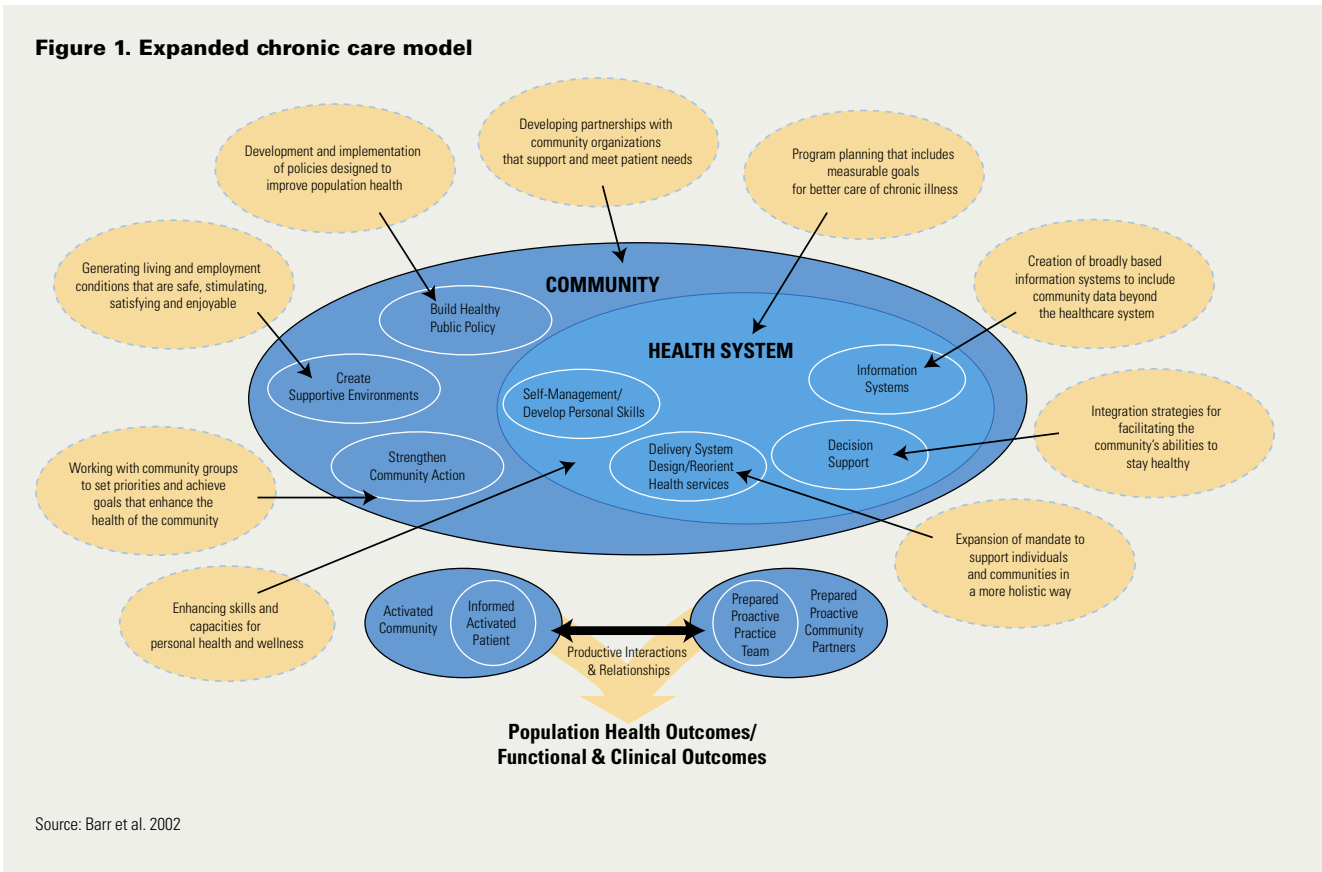 Figure 1. Expanded chronic care model
Developing partnerships with
community organizations
that support and meet patient needs
Development and implementation
of policies designed to
improve population health
Program planning that includes
measurable goals
for better care of chronic illness
Generating living and employment
conditions that are safe, stimulating,
satisfying and enjoyable
Creation of broadly based
information systems to include
community data beyond
the healthcare system
COMMUNITY
Build Healthy
Public Policy
HEALTH SYSTEM
Create
Supportive Environments
Self-Management/
Develop Personal Skills
Information
Systems
Strengthen
Community Action
Delivery System
Design/Reorient
Health services
Decision
Support
Integration strategies for
facilitating the
community's abilities to
stay healthy
Working with community groups
to set priorities and achieve
goals that enhance the
health of the community
Expansion of mandate to
support individuals
and communities in
a more holistic way
Enhancing skills and
capacities for
personal health and wellness
Activated
Community
Informed
Activated
Patient
Productive Interactions
& Relationships
Prepared
Proactive
Practice
Team
Prepared
Proactive
Community
Partners
Population Health Outcomes/
Functional & Clinical Outcomes
Source: Barr et al. 2002